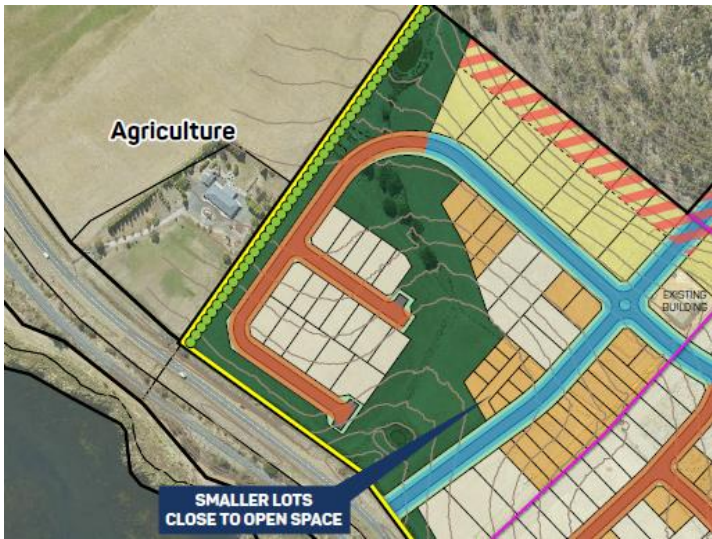 Agriculture
EXISTING
BUILDING
SMALLER LOTS
CLOSE TO OPEN SPACE